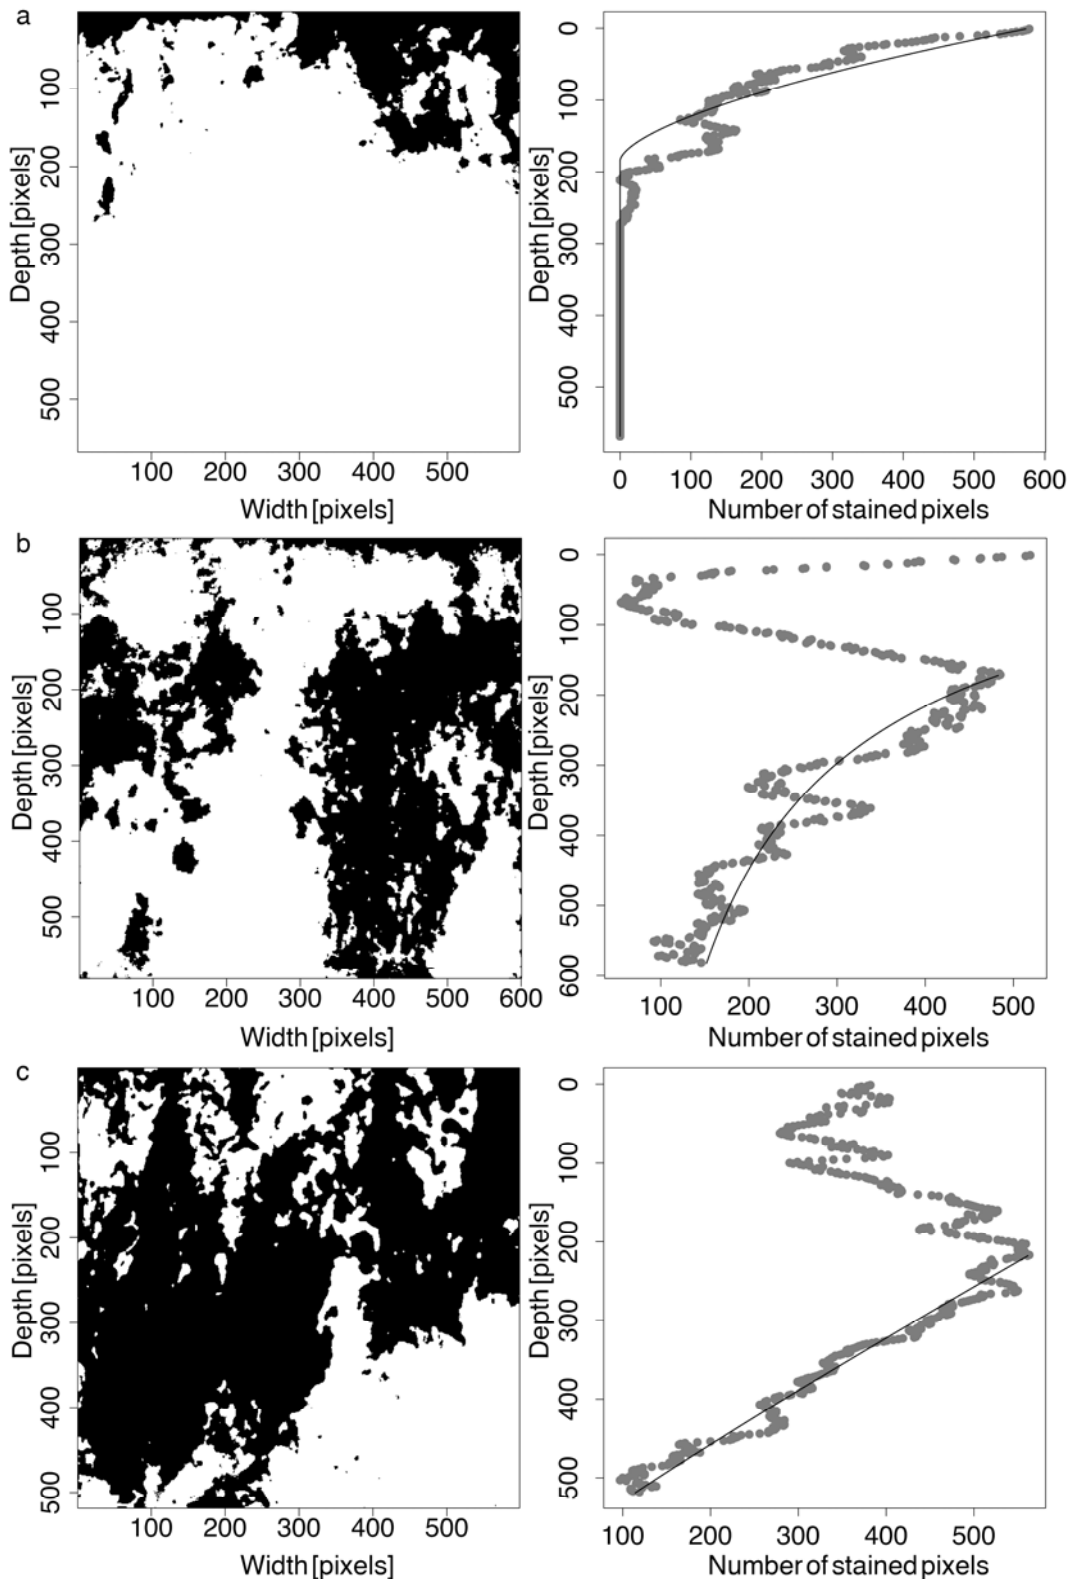 a
Depth [pixels]
100
200
300
400
500
100 200 300 400 500
Width [pixels]
Depth [pixels]
0
100
200
300
400
500
0 100 200 300 400 500 600
Number of stained pixels
b
Depth [pixels]
100
200
300
400
500
100 200 300 400 500 600
Width [pixels]
Depth [pixels]
0
100
200
300
400
500
600
100 200 300 400 500
Number of stained pixels
c
Depth [pixels]
100
200
300
400
500
100 200 300 400 500
Width [pixels]
Depth [pixels]
0
100
200
300
400
500
100 200 300 400 500
Number of stained pixels